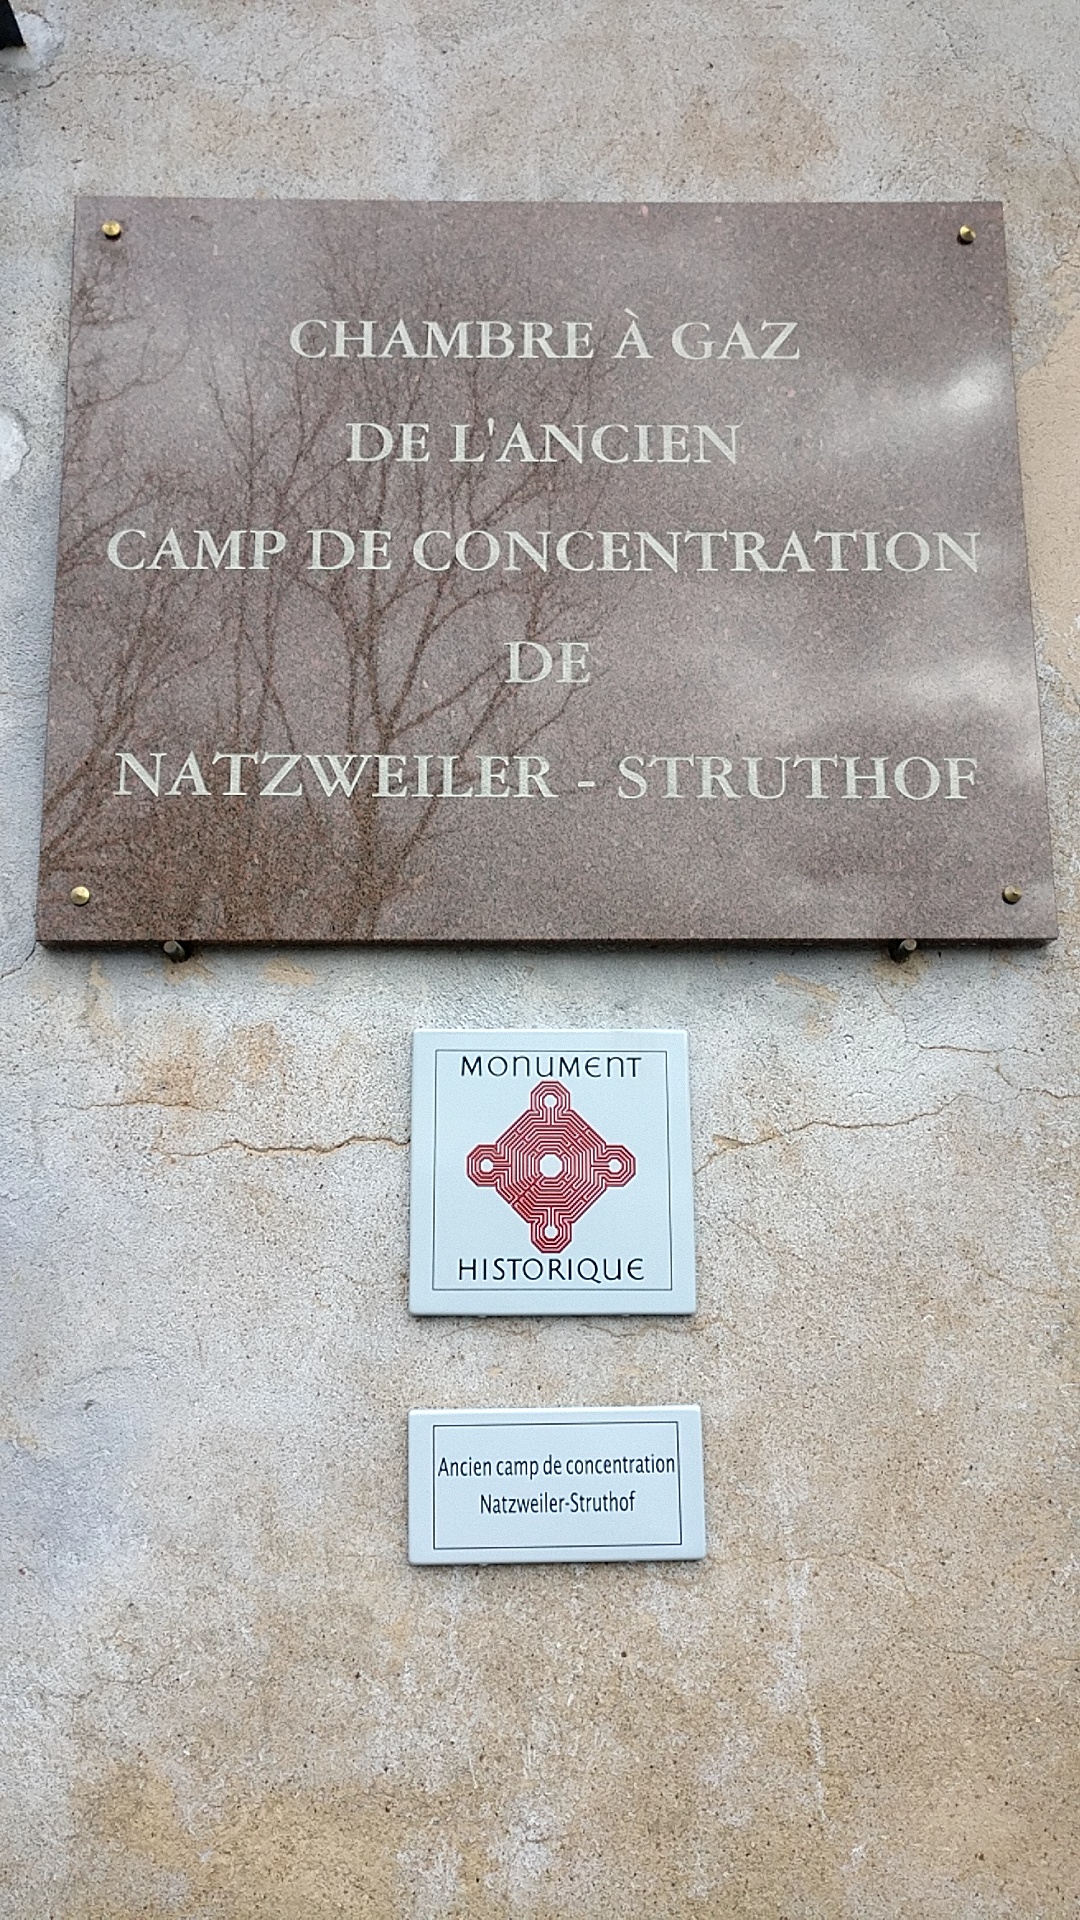 CHAMBRE À GAZ
DE L'ANCIEN
CAMP DE CONCENTRATION
DE
NATZWEILER - STRUTHOF
MONUMENT
HISTORIQUE
Ancien camp de concentration
Natzweiler-Struthof